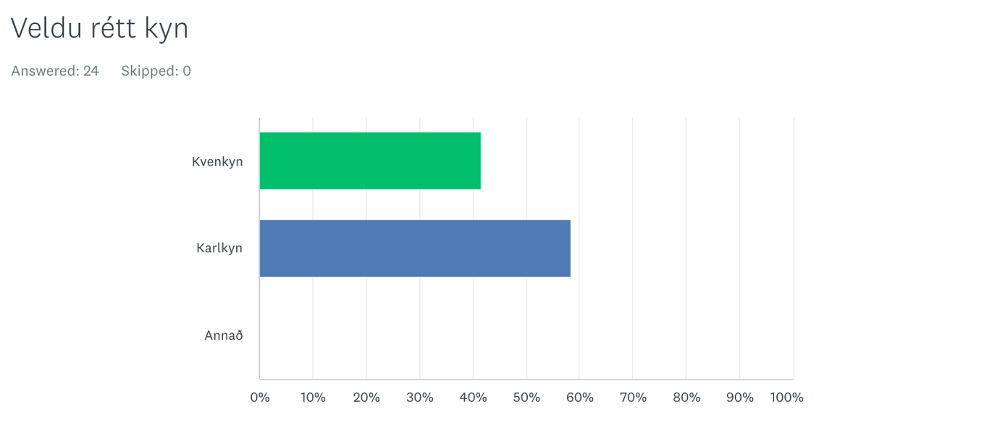 Veldu rétt kyn
Answered: 24 Skipped: 0
Kvenkyn
Karlkyn
Annað
0% 10% 20% 30% 40% 50% 60% 70% 80% 90% 100%